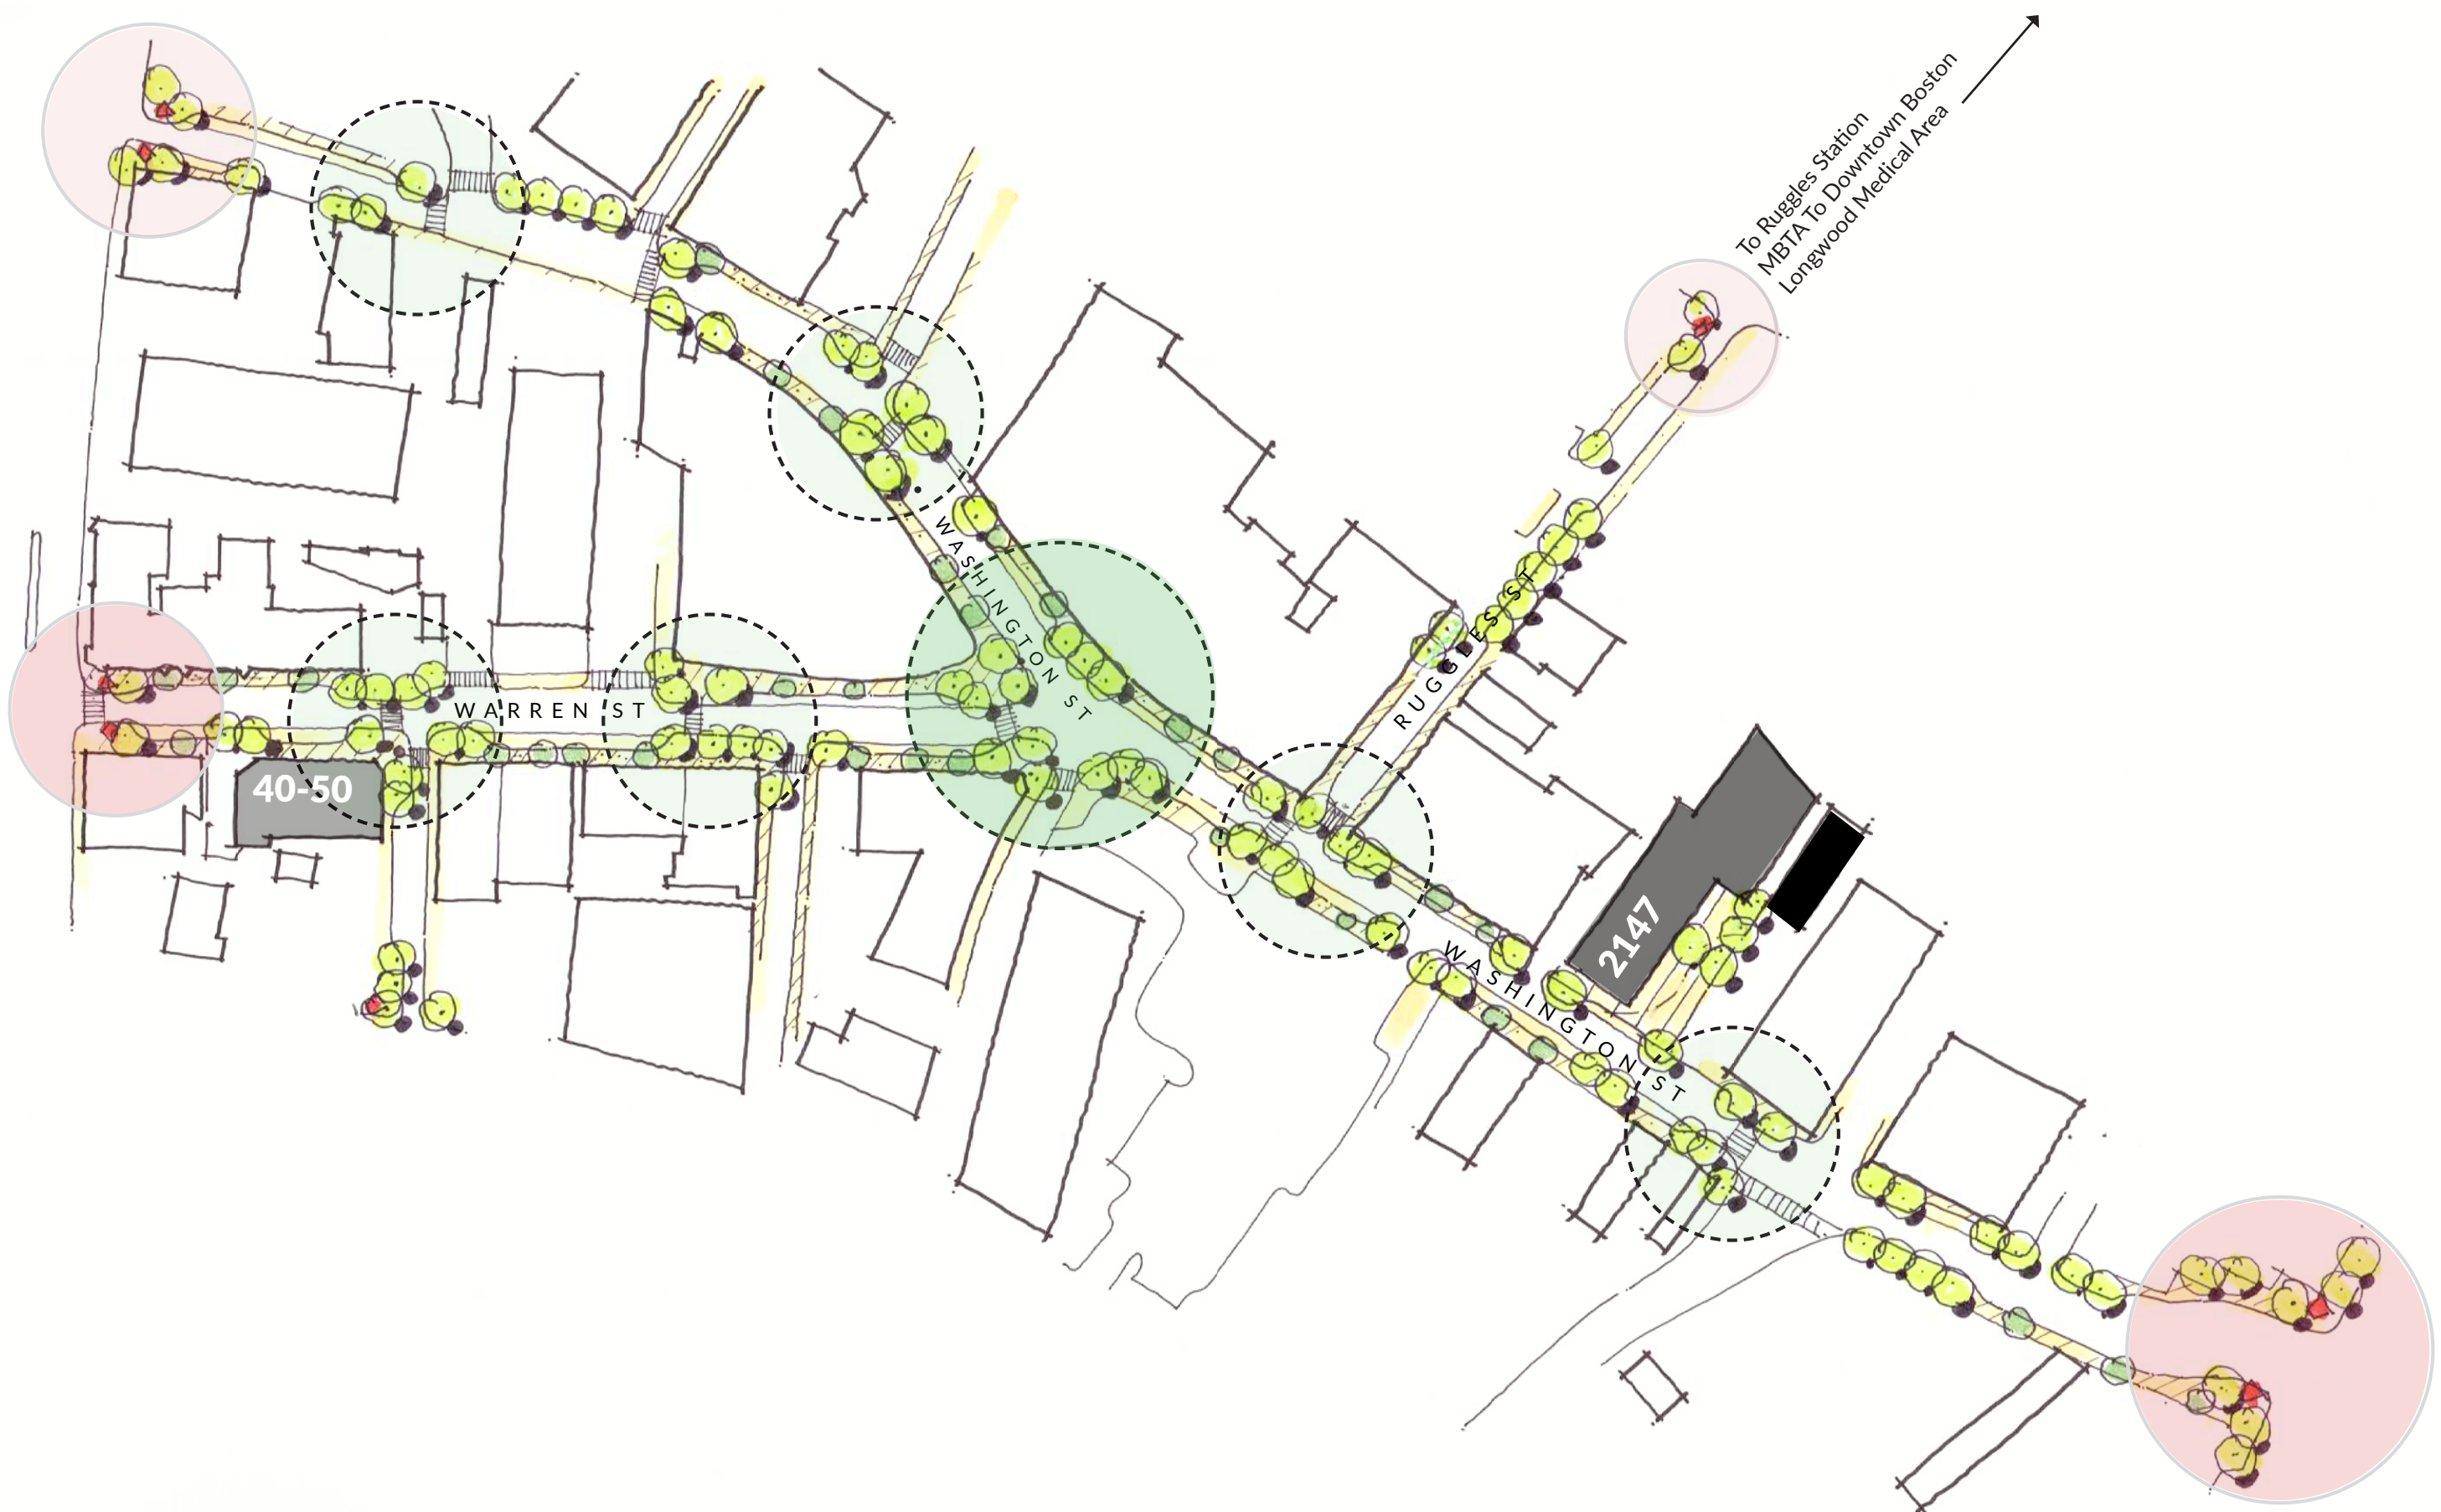 To Ruggles Station
MBTA To Downtown Boston
Longwood Medical Area
WASHINGTON ST
RUGGLES ST
WARREN ST
40-50
2147
WASHINGTON ST